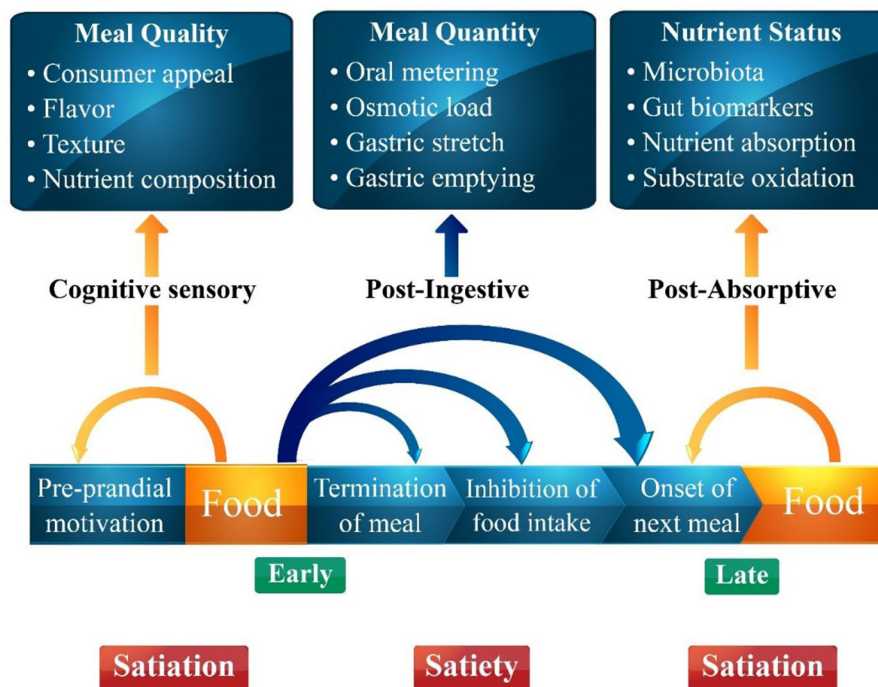 Meal Quality
• Consumer appeal
• Flavor
• Texture
• Nutrient composition
Meal Quantity
• Oral metering
• Osmotic load
• Gastric stretch
• Gastric emptying
Nutrient Status
• Microbiota
• Gut biomarkers
• Nutrient absorption
• Substrate oxidation
Cognitive sensory
Post-Ingestive
Post-Absorptive
Pre-prandial
motivation
Food
Termination
of meal
Inhibition of
food intake
Onset of
next meal
Food
Early
Late
Satiation
Satiety
Satiation